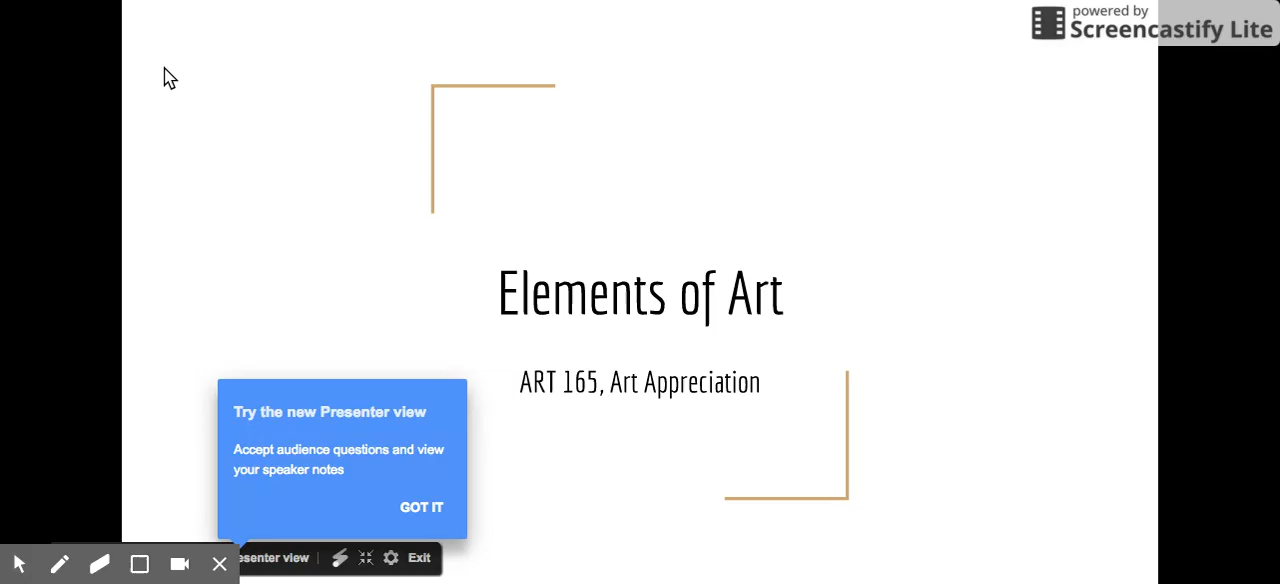 powered by
Screencastify Lite
Elements of Art
ART 165, Art Appreciation
Try the new Presenter view
Accept audience questions and view
your speaker notes
GOT IT
esenter view
Exit